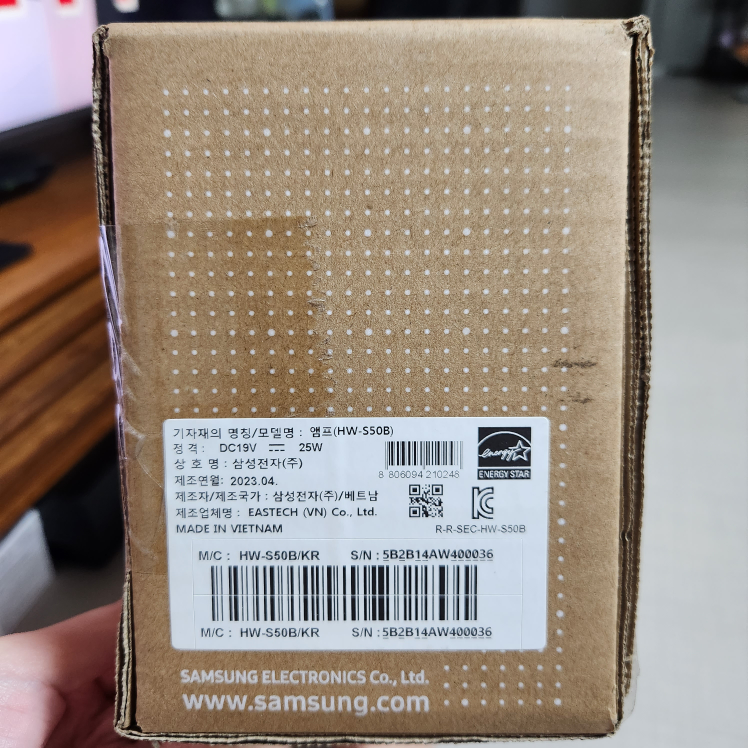 기자재의 명칭/모델명 : 앰프(HW-S50B)
정 격 : DC19V 25W
상 호 명 : 삼성전자(주)
제조연월: 2023.04.
제조자/제조국가 : 삼성전자(주)/베트남
제조업체명 : EASTECH (VN) Co., Ltd.
MADE IN VIETNAM
8 806094 210248
energy
ENERGY STAR
R-R-SEC-HW-S50B
M/C : HW-S50B/KR S/N : 5B2B14AW400036
M/C : HW-S50B/KR S/N : 5B2B14AW400036
SAMSUNG ELECTRONICS Co., Ltd.
www.samsung.com